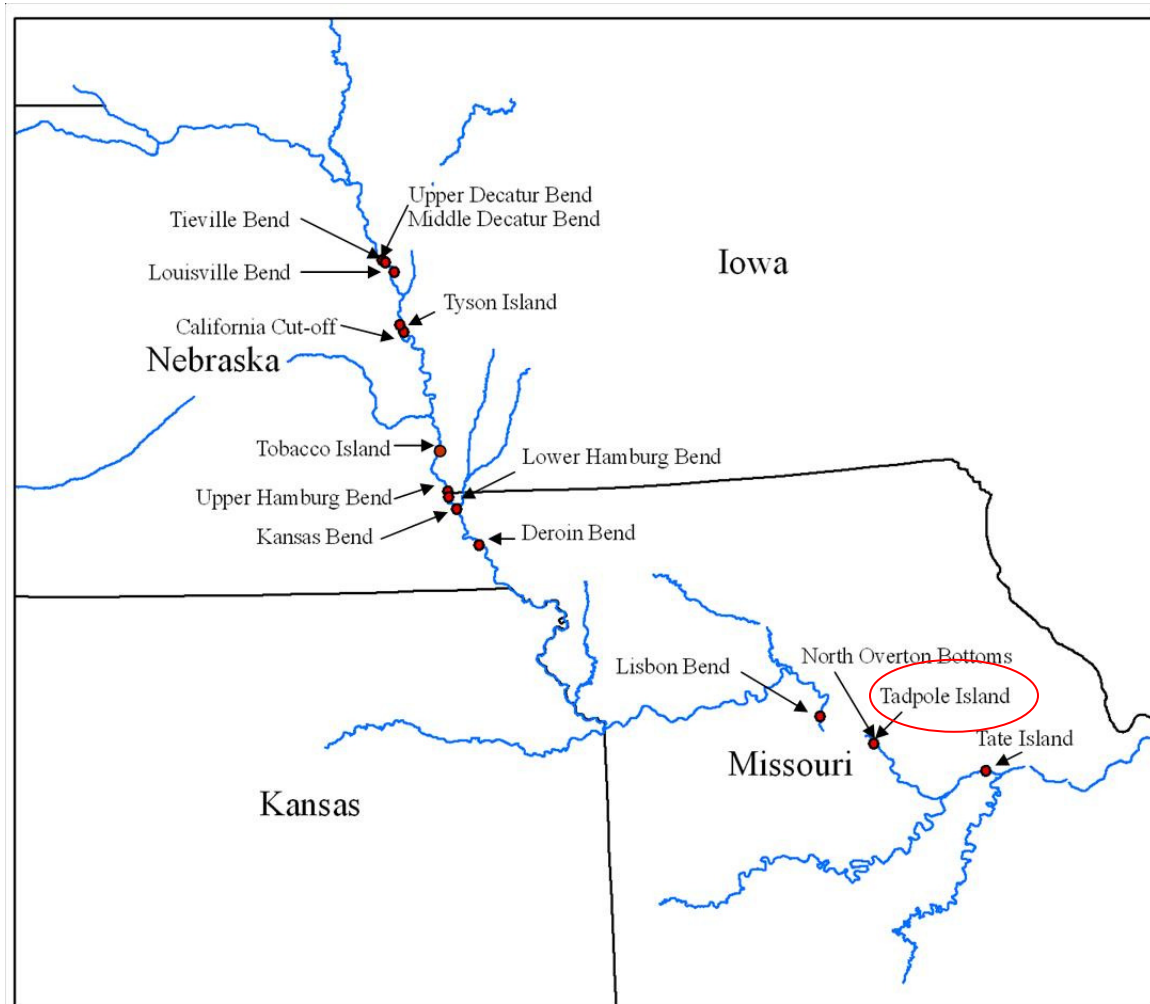 Upper Decatur Bend
Middle Decatur Bend
Tieville Bend
Iowa
Louisville Bend
Tyson Island
California Cut-off
Nebraska
Tobacco Island
Lower Hamburg Bend
Upper Hamburg Bend
Kansas Bend
Deroin Bend
North Overton Bottoms
Lisbon Bend
Tadpole Island
Tate Island
Missouri
Kansas